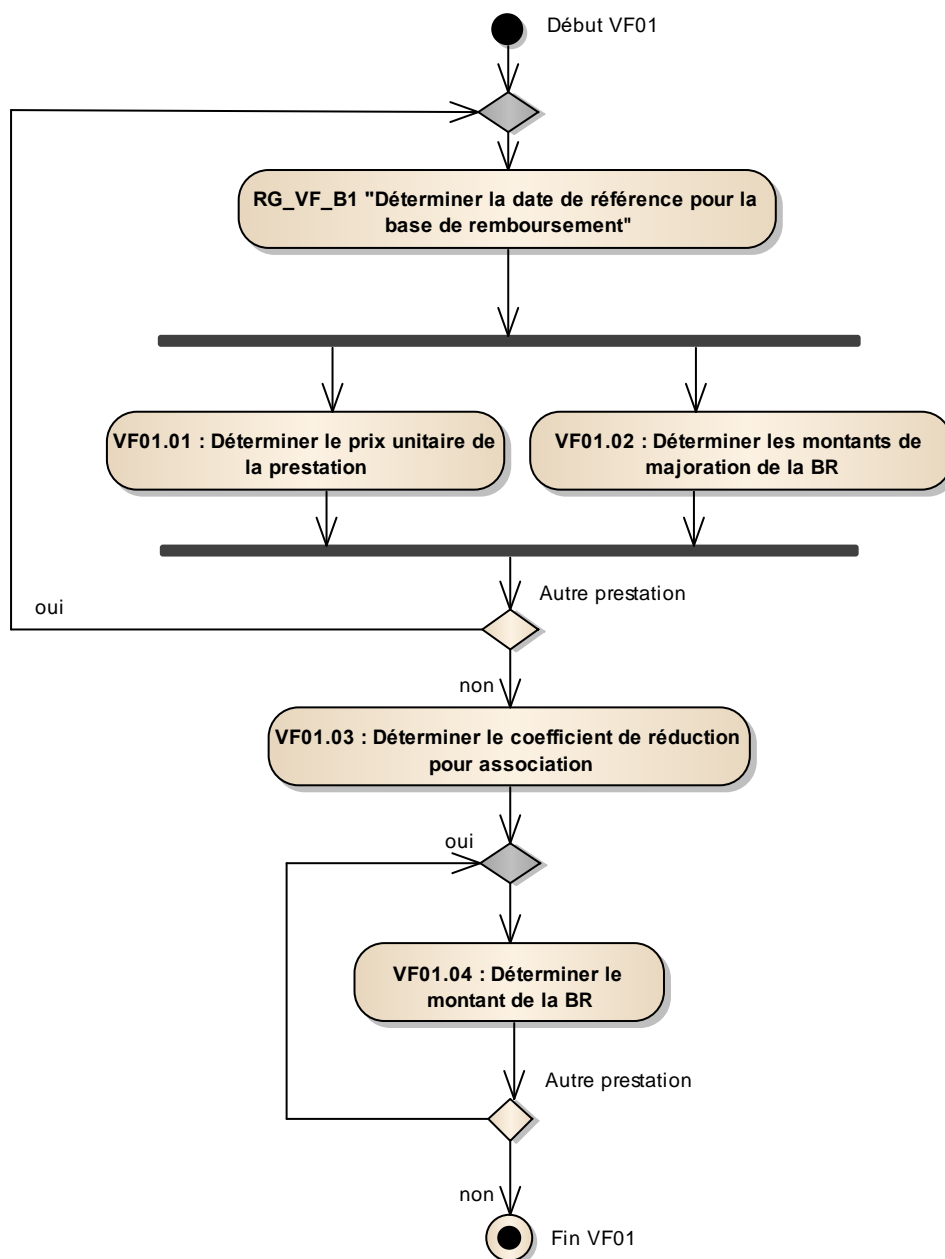 Début VF01
RG_VF_B1 "Déterminer la date de référence pour la
base de remboursement"
VF01.01 : Déterminer le prix unitaire de
la prestation
VF01.02 : Déterminer les montants de
majoration de la BR
Autre prestation
oui
non
VF01.03 : Déterminer le coefficient de réduction
pour association
oui
VF01.04 : Déterminer le
montant de la BR
Autre prestation
non
Fin VF01